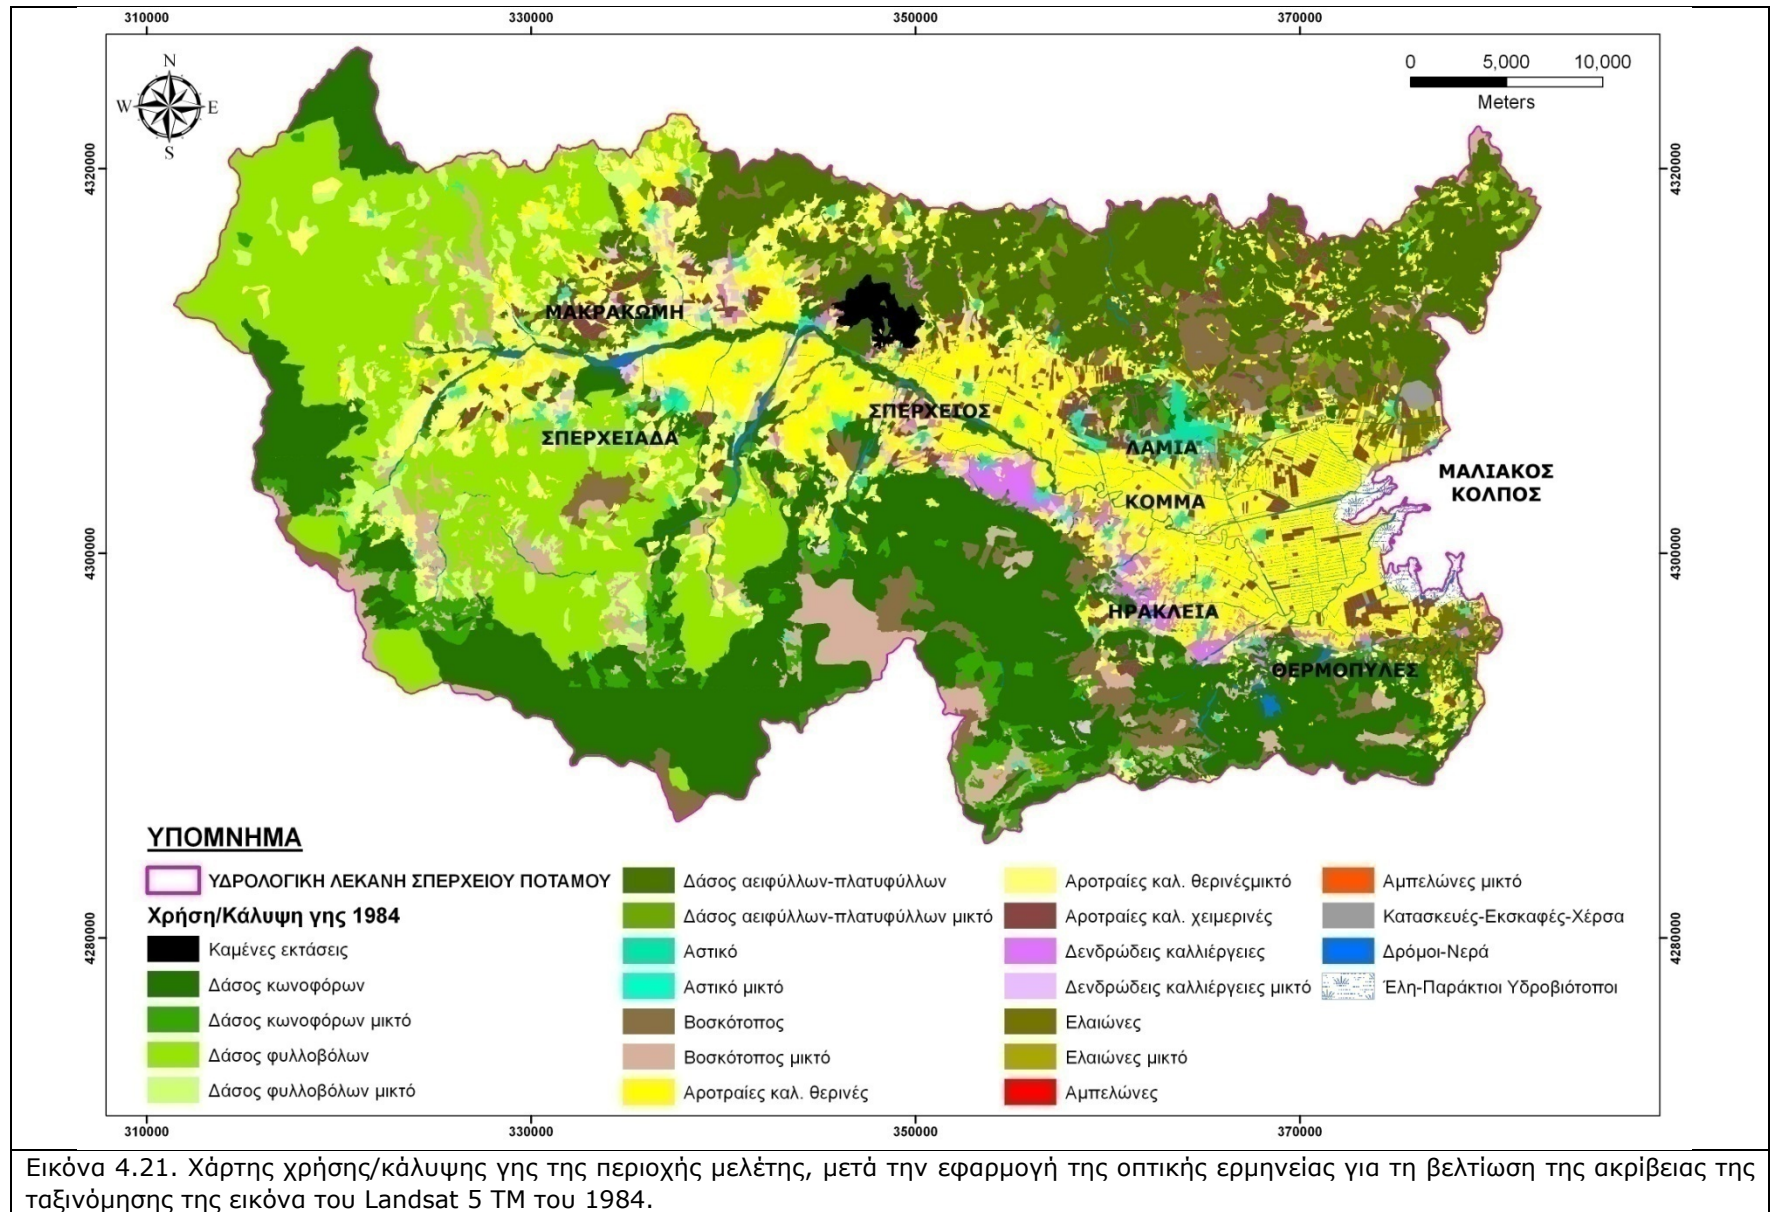 310000 330000 350000 370000
N
W E
S
0 5,000 10,000
Meters
4320000 4320000
ΜΑΚΡΑΚΩΜΗ
ΣΠΕΡΧΕΙΟΣ
ΣΠΕΡΧΕΙΑΔΑ
ΛΑΜΙΑ
ΜΑΛΙΑΚΟΣ
ΚΟΛΠΟΣ
ΚΟΜΜΑ
4300000 4300000
ΗΡΑΚΛΕΙΑ
ΘΕΡΜΟΠΥΛΕΣ
ΥΠΟΜΝΗΜΑ
ΥΔΡΟΛΟΓΙΚΗ ΛΕΚΑΝΗ ΣΠΕΡΧΕΙΟΥ ΠΟΤΑΜΟΥ
Χρήση/Κάλυψη γης 1984
Καμένες εκτάσεις
Δάσος κωνοφόρων
Δάσος κωνοφόρων μικτό
Δάσος φυλλοβόλων
Δάσος φυλλοβόλων μικτό
Δάσος αειφύλλων-πλατυφύλλων
Δάσος αειφύλλων-πλατυφύλλων μικτό
Αστικό
Αστικό μικτό
Βοσκότοπος
Βοσκότοπος μικτό
Αροτραίες καλ. θερινές
Αροτραίες καλ. θερινέςμικτό
Αροτραίες καλ. χειμερινές
Δενδρώδεις καλλιέργειες
Δενδρώδεις καλλιέργειες μικτό
Ελαιώνες
Ελαιώνες μικτό
Αμπελώνες
Αμπελώνες μικτό
Κατασκευές-Εκσκαφές-Χέρσα
Δρόμοι-Νερά
Έλη-Παράκτιοι Υδροβιότοποι
4280000 4280000
310000 330000 350000 370000
Εικόνα 4.21. Χάρτης χρήσης/κάλυψης γης της περιοχής μελέτης, μετά την εφαρμογή της οπτικής ερμηνείας για τη βελτίωση της ακρίβειας της
ταξινόμησης της εικόνα του Landsat 5 TM του 1984.